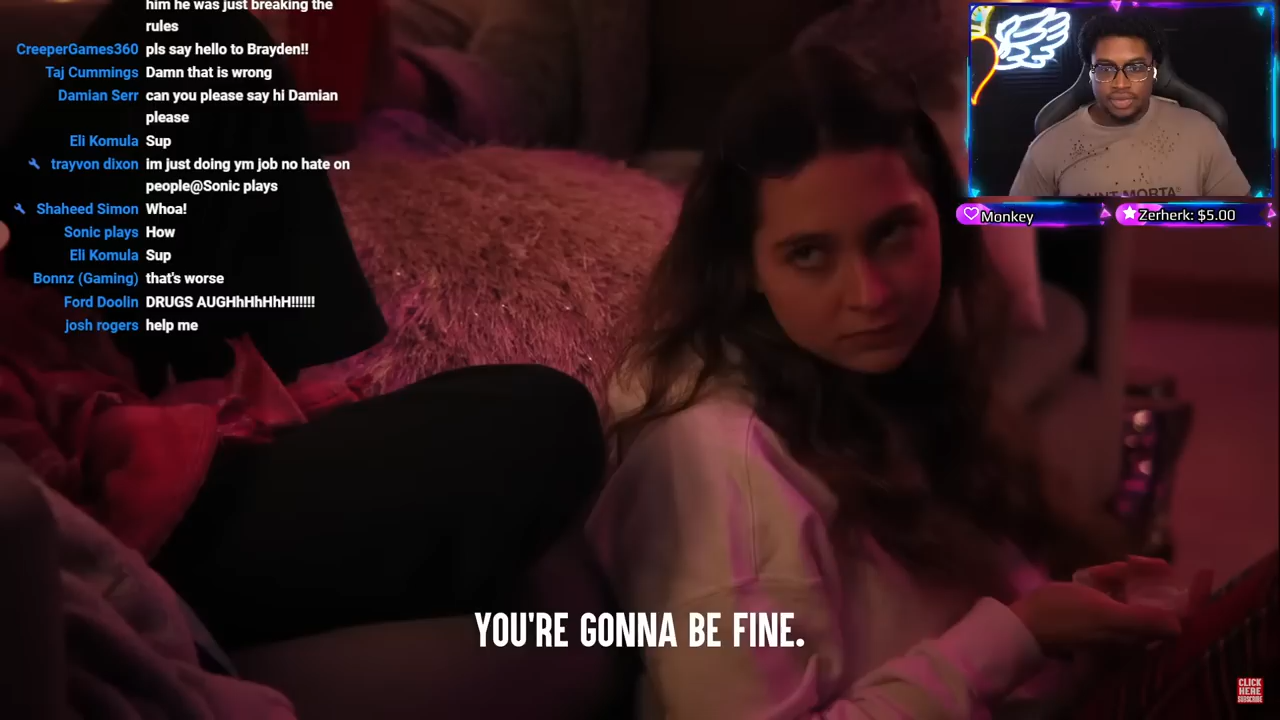 him he was just breaking the
rules
CreeperGames360 pls say hello to Brayden!!
Taj Cummings Damn that is wrong
Damian Serr can you please say hi Damian
please
Eli Komula Sup
trayvon dixon im just doing ym job no hate on
people@Sonic plays
Shaheed Simon Whoa!
Sonic plays How
Eli Komula Sup
Bonnz (Gaming) that's worse
Ford Doolin DRUGS AUGHhHhHhH!!!!!!
josh rogers help me
Monkey
Zerherk: $5.00
YOU'RE GONNA BE FINE.
CLICK
HERE
SUBSCRIBE